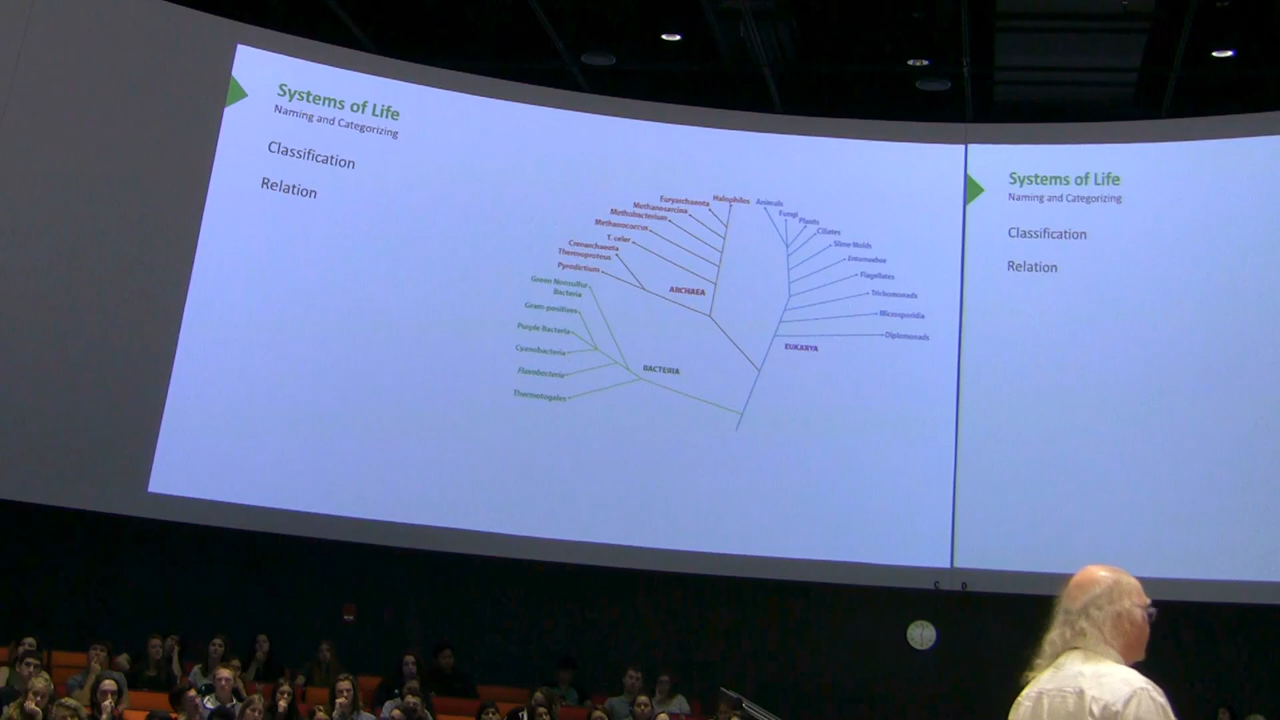 Systems of Life
Naming and Categorizing
Classification
Relation
Euryarchaeota
Halophiles
Animals
Methanosarcina
Fungi
Methobacterium
Plants
Methanococcus
Ciliates
T. celer
Slime Molds
Crenarchaeota
Thermoproteus
Entamoebae
Pyrodictium
Flagellates
Green Nonsulfur
Bacteria
ARCHAEA
Trichomonads
Gram-positives
Microsporidia
Purple Bacteria
Diplomonads
Cyanobacteria
EUKARYA
Flavobacteria
BACTERIA
Thermotogales
Systems of Life
Naming and Categorizing
Classification
Relation